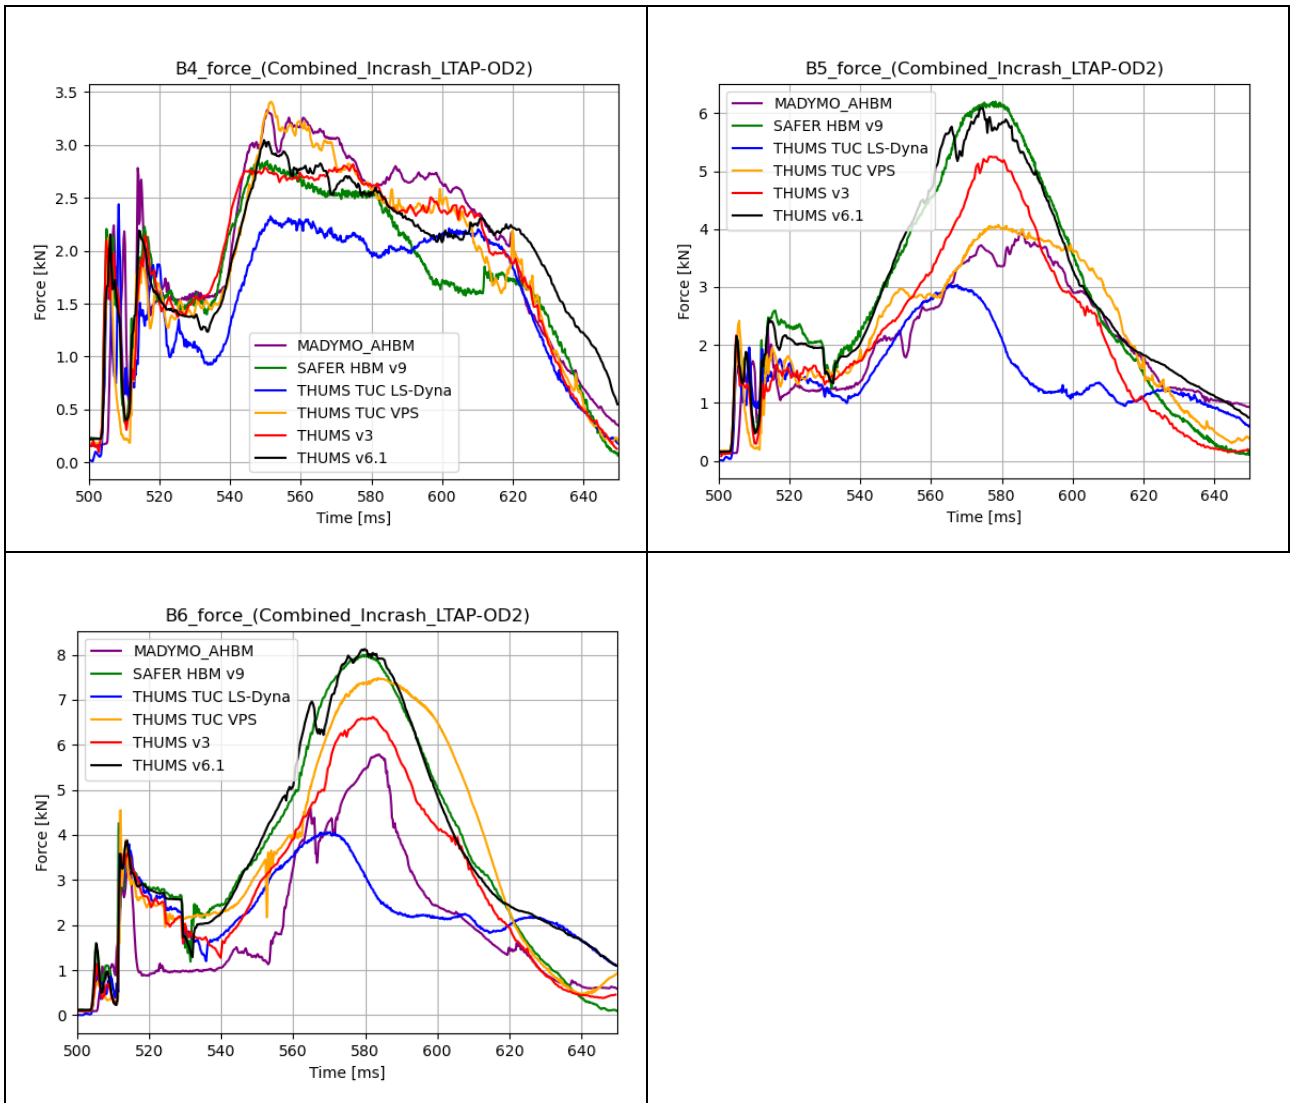 B4_force_(Combined_Incrash_LTAP-OD2)
3.5
3.0
2.5
2.0
1.5
1.0
0.5
0.0
Force [kN]
MADYMO_AHBM
SAFER HBM v9
THUMS TUC LS-Dyna
THUMS TUC VPS
THUMS v3
THUMS v6.1
500 520 540 560 580 600 620 640
Time [ms]
B5_force_(Combined_Incrash_LTAP-OD2)
6
5
4
3
2
1
0
Force [kN]
MADYMO_AHBM
SAFER HBM v9
THUMS TUC LS-Dyna
THUMS TUC VPS
THUMS v3
THUMS v6.1
500 520 540 560 580 600 620 640
Time [ms]
B6_force_(Combined_Incrash_LTAP-OD2)
8
7
6
5
4
3
2
1
0
Force [kN]
MADYMO_AHBM
SAFER HBM v9
THUMS TUC LS-Dyna
THUMS TUC VPS
THUMS v3
THUMS v6.1
500 520 540 560 580 600 620 640
Time [ms]